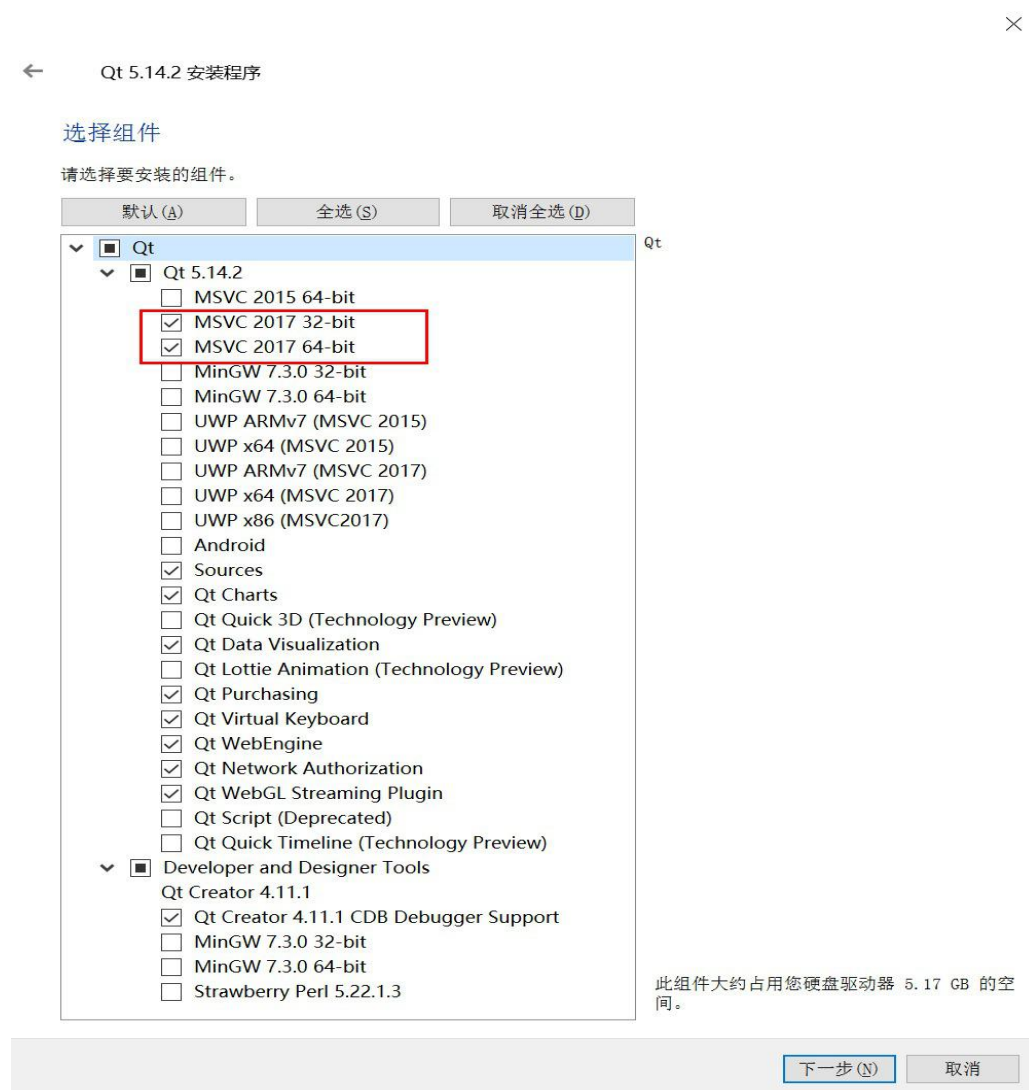 Qt 5.14.2 安装程序
选择组件
请选择要安装的组件。
默认(A)
全选(S)
取消全选(D)
Qt
Qt
Qt 5.14.2
MSVC 2015 64-bit
MSVC 2017 32-bit
MSVC 2017 64-bit
MinGW 7.3.0 32-bit
MinGW 7.3.0 64-bit
UWP ARMv7 (MSVC 2015)
UWP x64 (MSVC 2015)
UWP ARMv7 (MSVC 2017)
UWP x64 (MSVC 2017)
UWP x86 (MSVC2017)
Android
Sources
Qt Charts
Qt Quick 3D (Technology Preview)
Qt Data Visualization
Qt Lottie Animation (Technology Preview)
Qt Purchasing
Qt Virtual Keyboard
Qt WebEngine
Qt Network Authorization
Qt WebGL Streaming Plugin
Qt Script (Deprecated)
Qt Quick Timeline (Technology Preview)
Developer and Designer Tools
Qt Creator 4.11.1
Qt Creator 4.11.1 CDB Debugger Support
MinGW 7.3.0 32-bit
MinGW 7.3.0 64-bit
Strawberry Perl 5.22.1.3
此组件大约占用您硬盘驱动器 5.17 GB 的空
间。
下一步(N)
取消